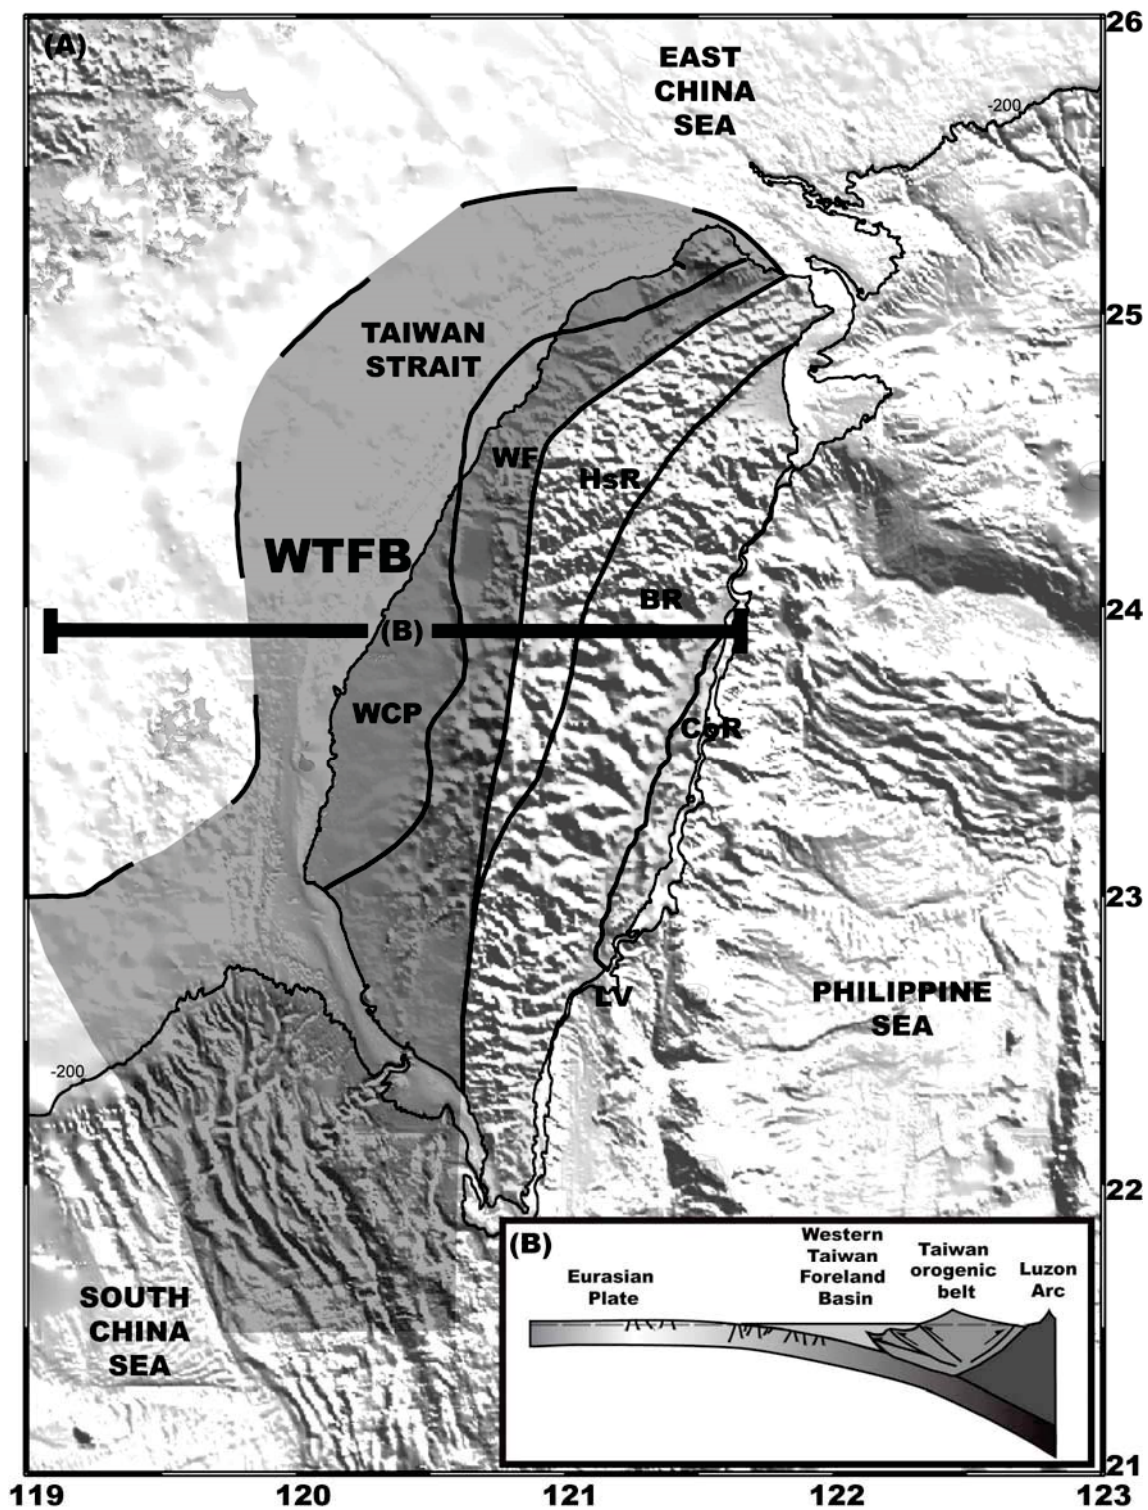 (A)
EAST
CHINA
SEA
-200
TAIWAN
STRAIT
WF
HsR
WTFB
BR
(B)
WCP
CoR
LV
PHILIPPINE
SEA
-200
SOUTH
CHINA
SEA
26
25
24
23
22
21
119
120
121
122
123
(B)
Eurasian
Plate
Western
Taiwan
Foreland
Basin
Taiwan
orogenic
belt
Luzon
Arc